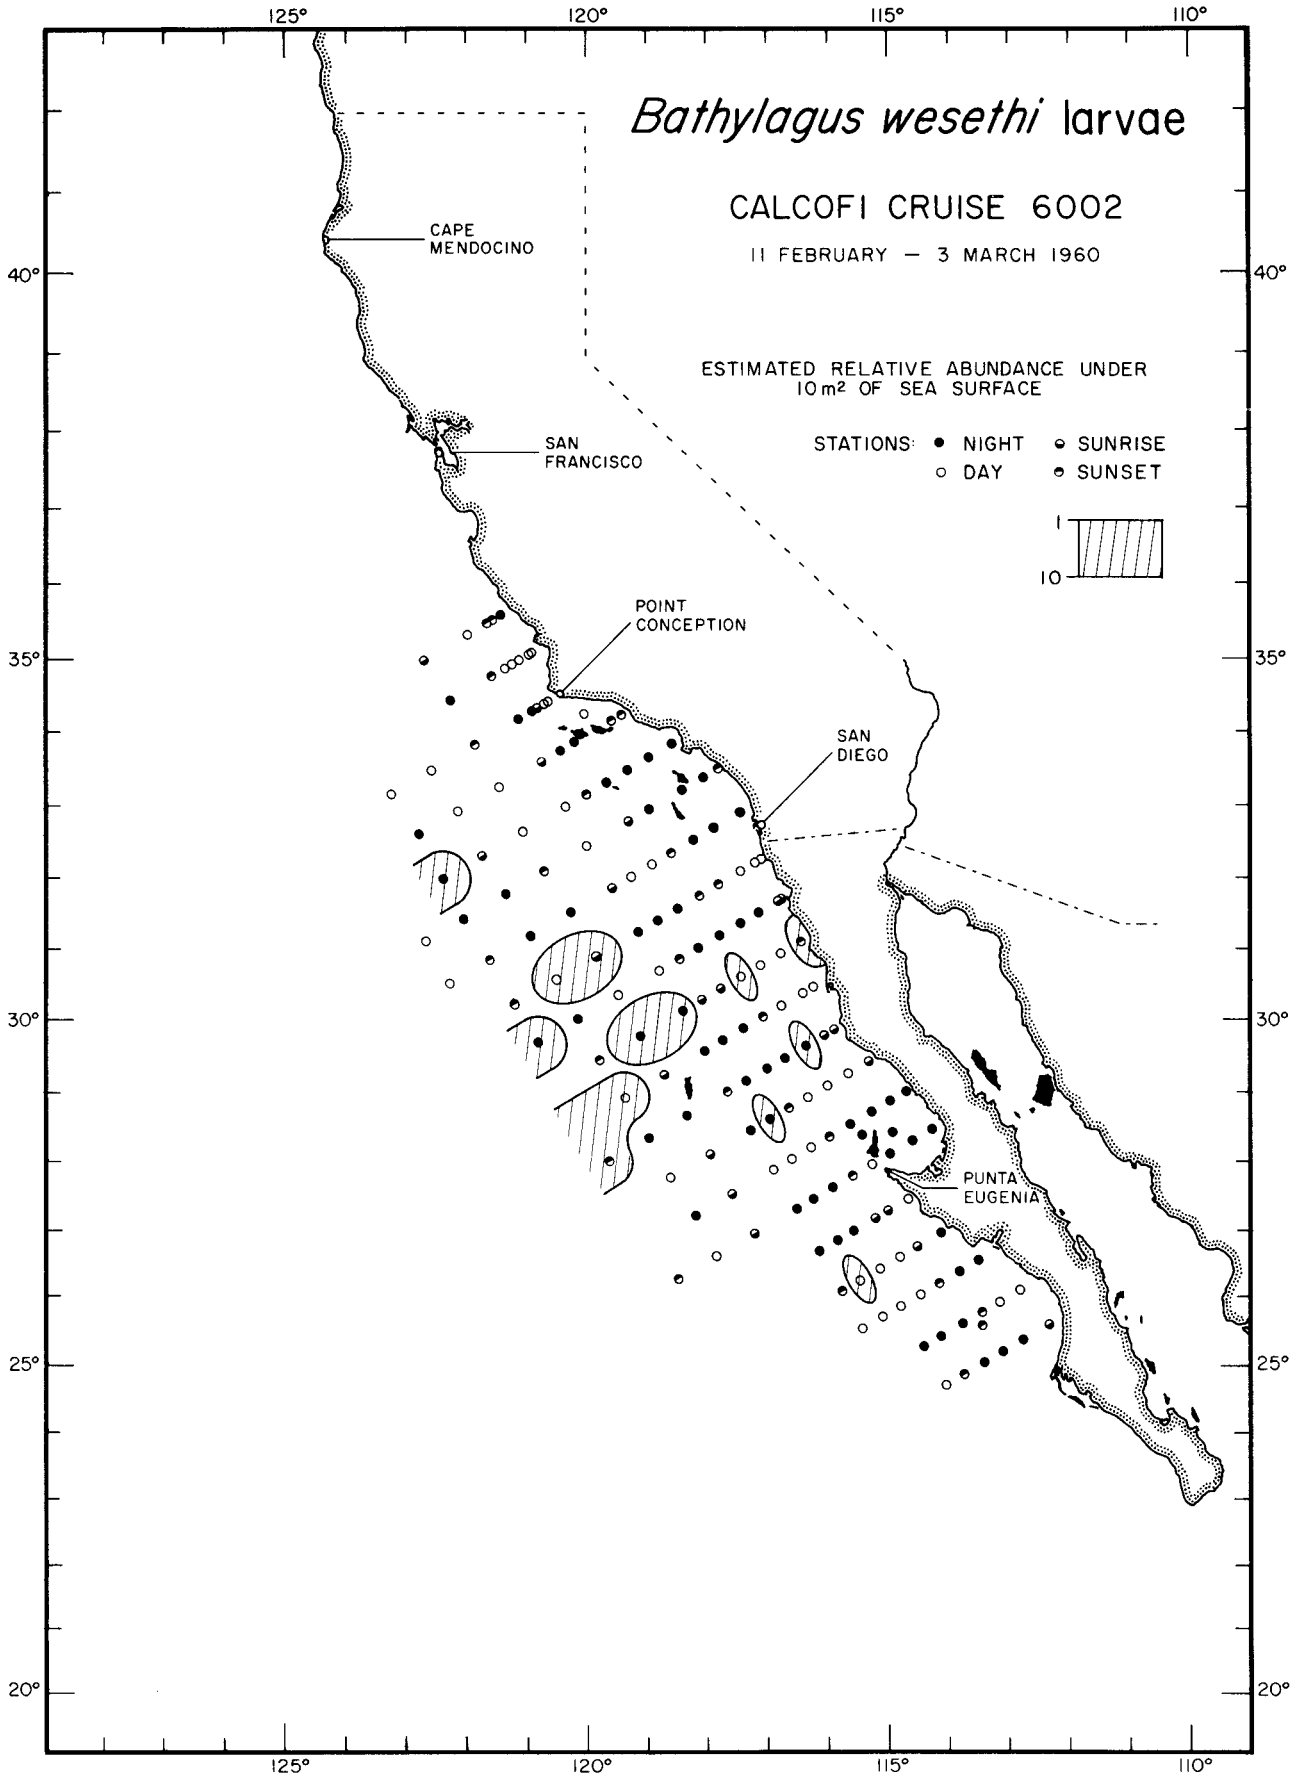 125° 120° 115° 110°
Bathylagus wesethi larvae
CALCOFI CRUISE 6002
11 FEBRUARY — 3 MARCH 1960
CAPE
MENDOCINO
40° 40°
ESTIMATED RELATIVE ABUNDANCE UNDER
10 m² OF SEA SURFACE
STATIONS: ● NIGHT SUNRISE
○ DAY SUNSET
SAN
FRANCISCO
1
10
POINT
CONCEPTION
35° 35°
SAN
DIEGO
30° 30°
PUNTA
EUGENIA
25° 25°
20° 20°
125° 120° 115° 110°